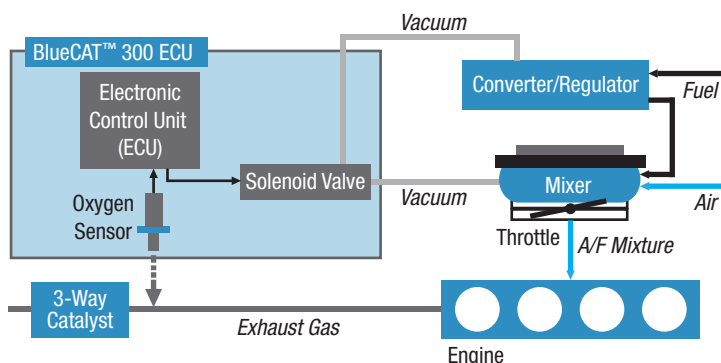 Vacuum
BlueCAT™ 300 ECU
Electronic
Control Unit
(ECU)
Converter/Regulator
Fuel
Solenoid Valve
Vacuum
Mixer
Air
Oxygen
Sensor
Throttle
A/F Mixture
3-Way
Catalyst
Exhaust Gas
Engine